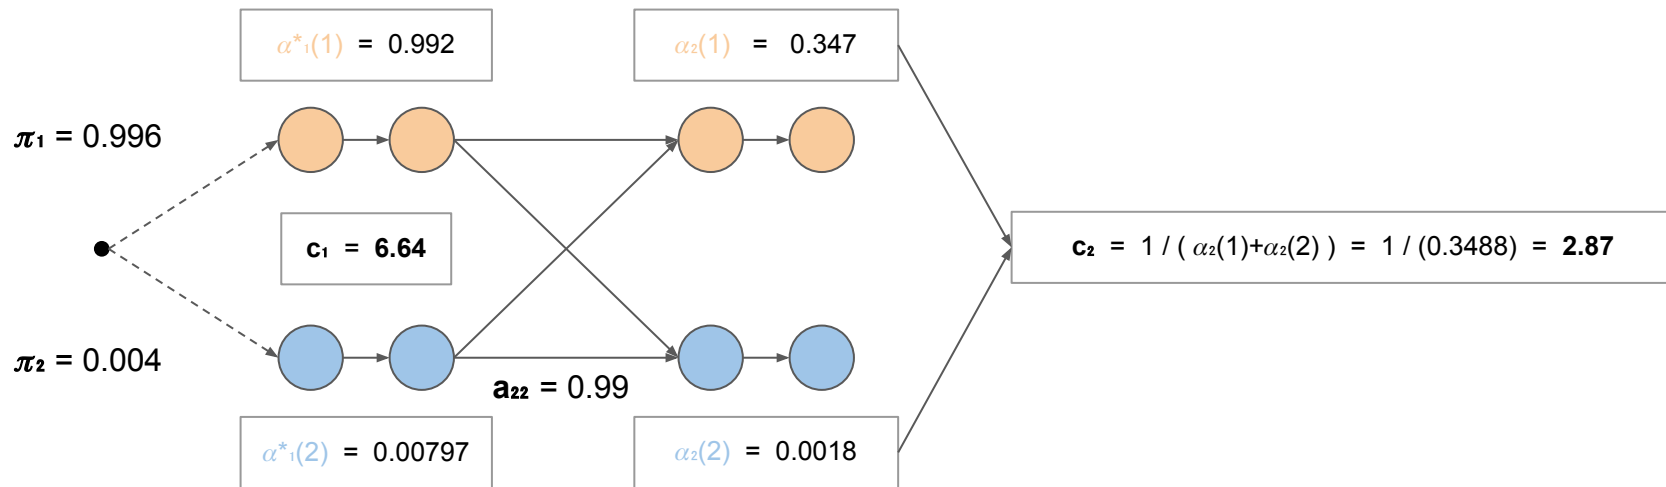 α*₁(1) = 0.992
α₂(1) = 0.347
π₁ = 0.996
c₁ = 6.64
c₂ = 1 / ( α₂(1)+α₂(2) ) = 1 / (0.3488) = 2.87
π₂ = 0.004
a₂₂ = 0.99
α*₁(2) = 0.00797
α₂(2) = 0.0018